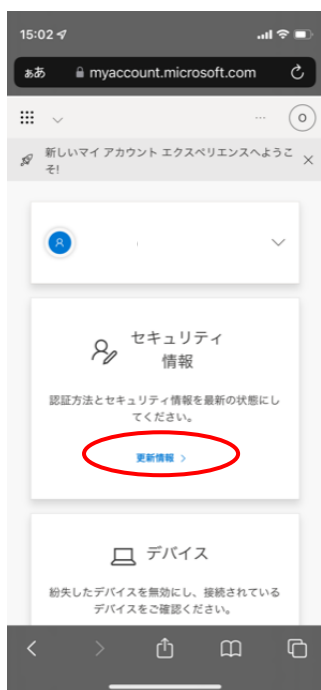 15:02
ああ myaccount.microsoft.com
… O
新しいマイ アカウント エクスペリエンスへようこ
そ!
セキュリティ
情報
認証方法とセキュリティ情報を最新の状態にし
てください。
更新情報 >
デバイス
紛失したデバイスを無効にし、接続されている
デバイスをご確認ください。